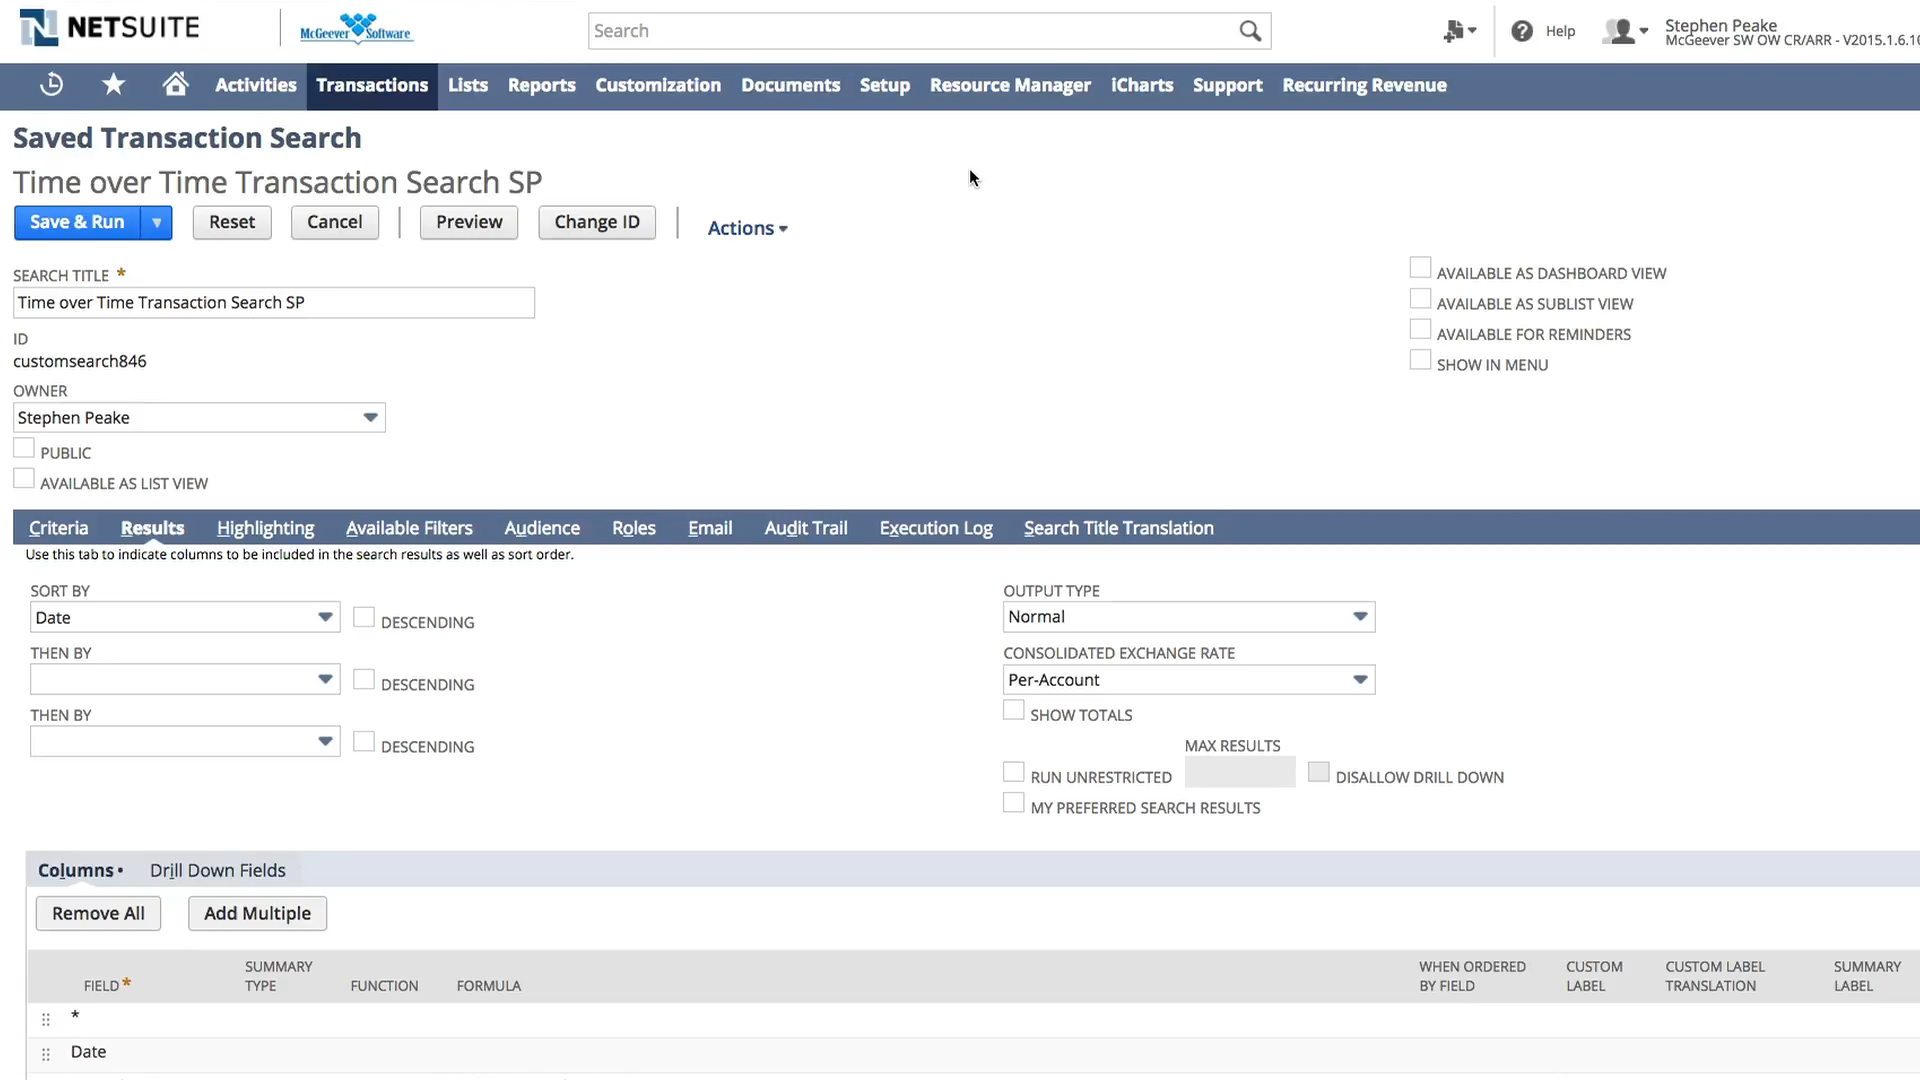 NETSUITE
McGeever Software
Search
Help
Stephen Peake
McGeever SW OW CR/ARR - V2015.1.6.10
Activities Transactions Lists Reports Customization Documents Setup Resource Manager iCharts Support Recurring Revenue
Saved Transaction Search
Time over Time Transaction Search SP
Save & Run Reset Cancel Preview Change ID Actions
SEARCH TITLE *
Time over Time Transaction Search SP
ID
customsearch846
OWNER
Stephen Peake
PUBLIC
AVAILABLE AS LIST VIEW
AVAILABLE AS DASHBOARD VIEW
AVAILABLE AS SUBLIST VIEW
AVAILABLE FOR REMINDERS
SHOW IN MENU
Criteria Results Highlighting Available Filters Audience Roles Email Audit Trail Execution Log Search Title Translation
Use this tab to indicate columns to be included in the search results as well as sort order.
SORT BY
Date DESCENDING
THEN BY
DESCENDING
THEN BY
DESCENDING
OUTPUT TYPE
Normal
CONSOLIDATED EXCHANGE RATE
Per-Account
SHOW TOTALS
MAX RESULTS
RUN UNRESTRICTED DISALLOW DRILL DOWN
MY PREFERRED SEARCH RESULTS
Columns • Drill Down Fields
Remove All Add Multiple
FIELD * SUMMARY TYPE FUNCTION FORMULA WHEN ORDERED BY FIELD CUSTOM LABEL CUSTOM LABEL TRANSLATION SUMMARY LABEL
*
Date